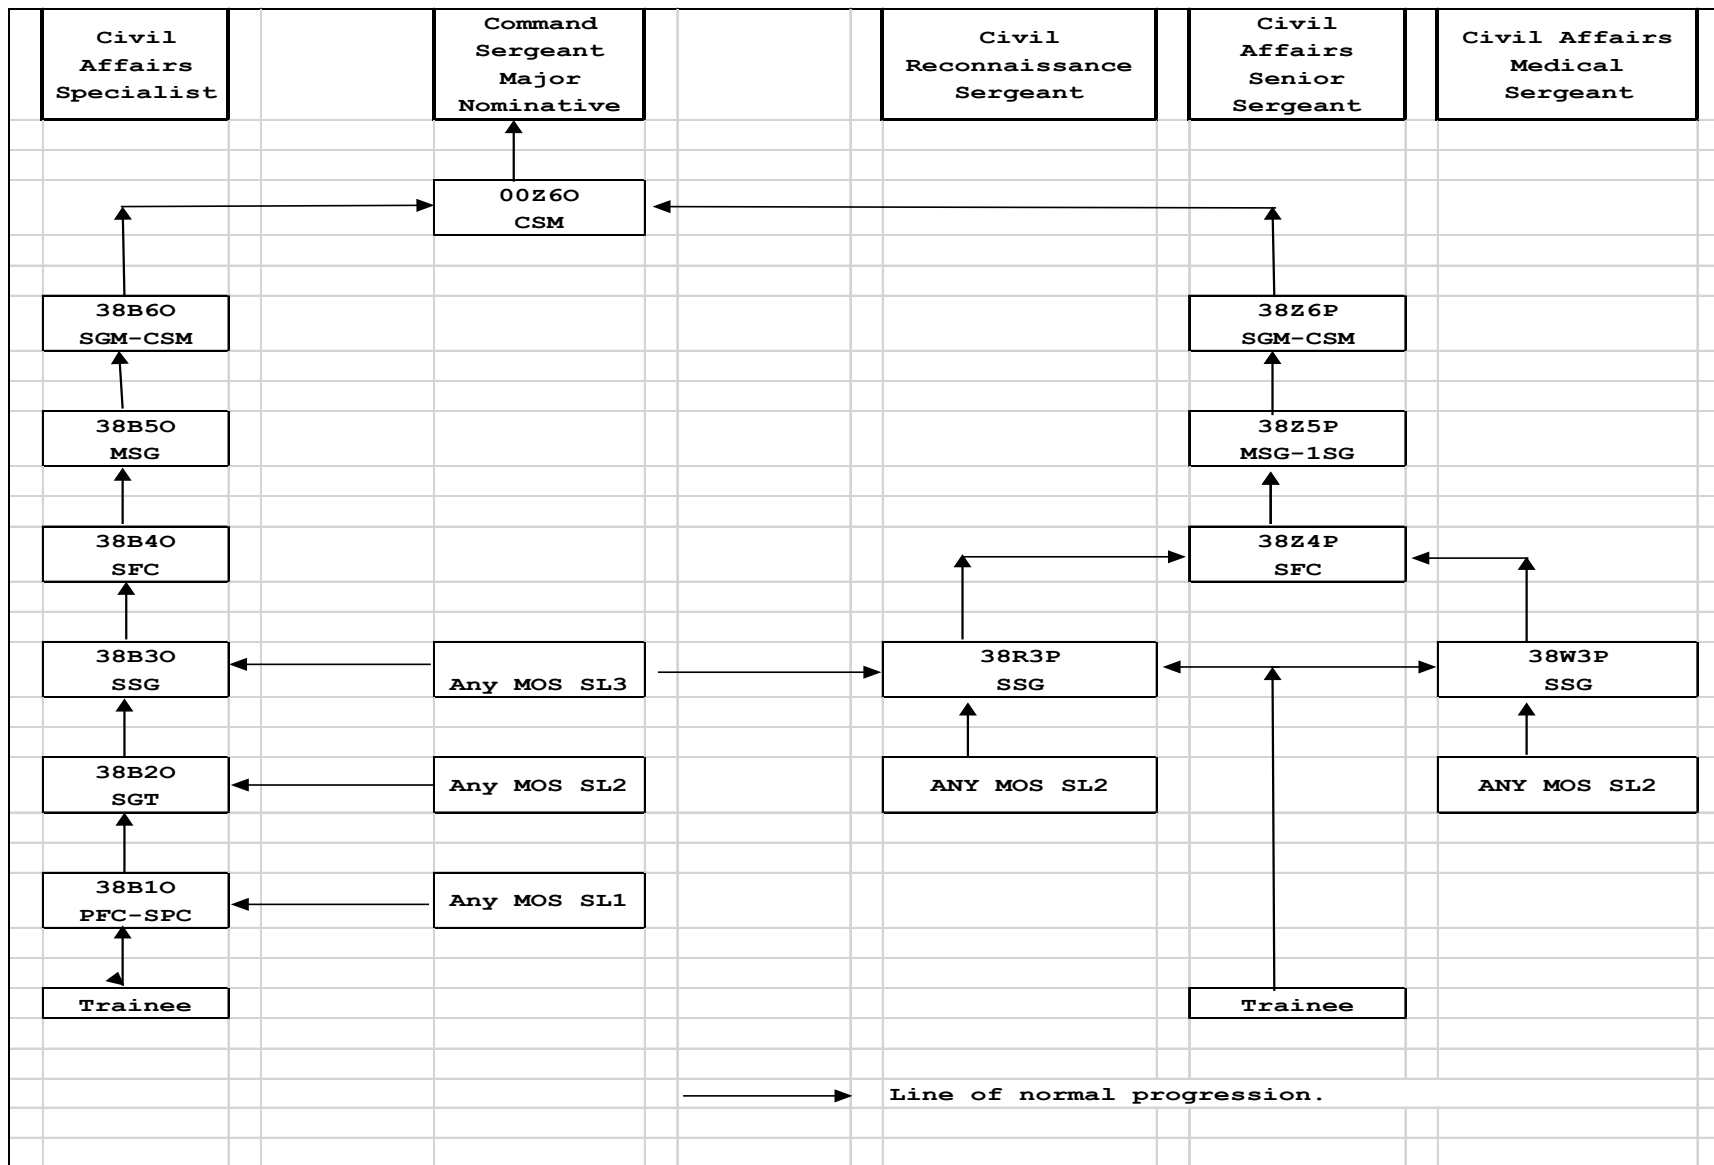 Civil
Affairs
Specialist
Command
Sergeant
Major
Nominative
Civil
Reconnaissance
Sergeant
Civil
Affairs
Senior
Sergeant
Civil Affairs
Medical
Sergeant
00Z6O
CSM
38B6O
SGM-CSM
38Z6P
SGM-CSM
38B5O
MSG
38Z5P
MSG-1SG
38B4O
SFC
38Z4P
SFC
38B3O
SSG
Any MOS SL3
38R3P
SSG
38W3P
SSG
38B2O
SGT
Any MOS SL2
ANY MOS SL2
ANY MOS SL2
38B1O
PFC-SPC
Any MOS SL1
Trainee
Trainee
Line of normal progression.